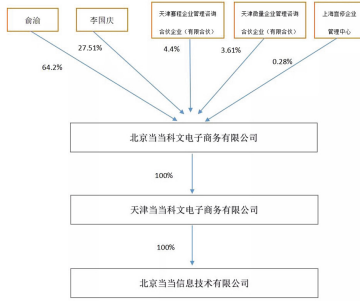 俞渝
李国庆
天津赛程企业管理咨询
合伙企业（有限合伙）
天津微量企业管理咨询
合伙企业（有限合伙）
上海宜修企业
管理中心
64.2%
27.51%
4.4%
3.61%
0.28%
北京当当科文电子商务有限公司
100%
天津当当科文电子商务有限公司
100%
北京当当信息技术有限公司